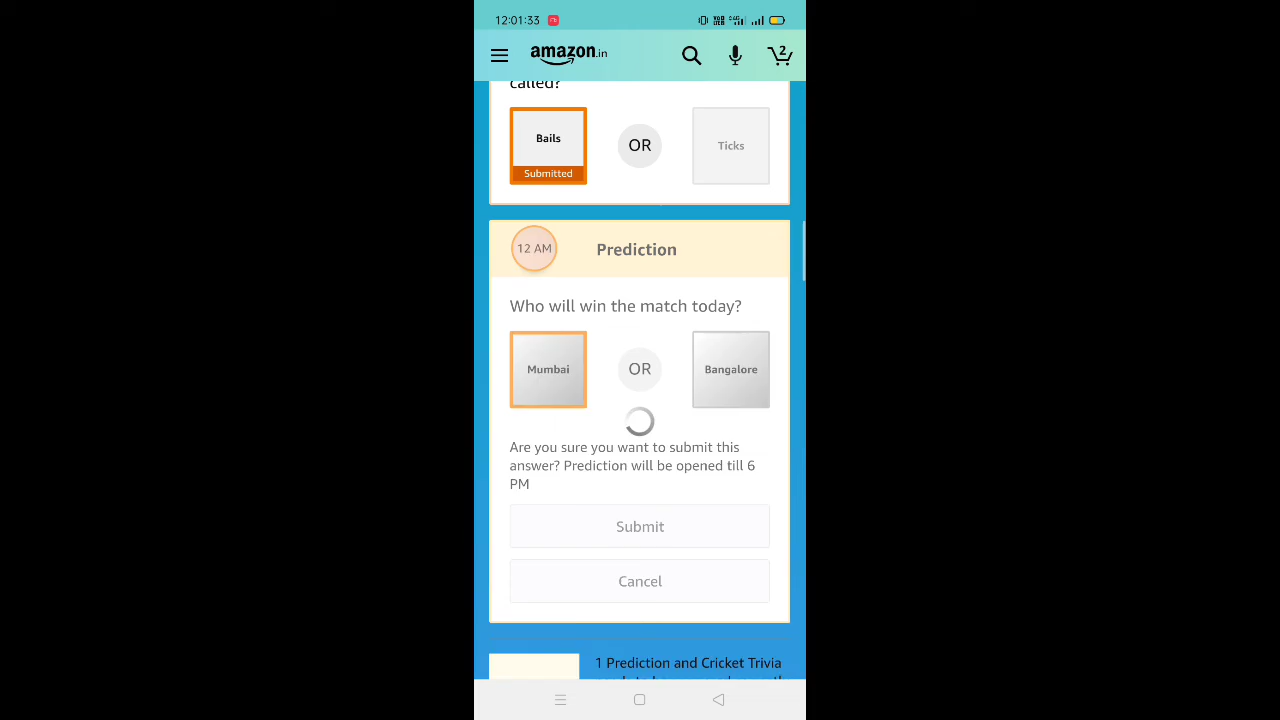 12:01:33
amazon.in
2
called?
Bails
OR
Ticks
Submitted
12 AM
Prediction
Who will win the match today?
Mumbai
OR
Bangalore
Are you sure you want to submit this
answer? Prediction will be opened till 6
PM
Submit
Cancel
1 Prediction and Cricket Trivia